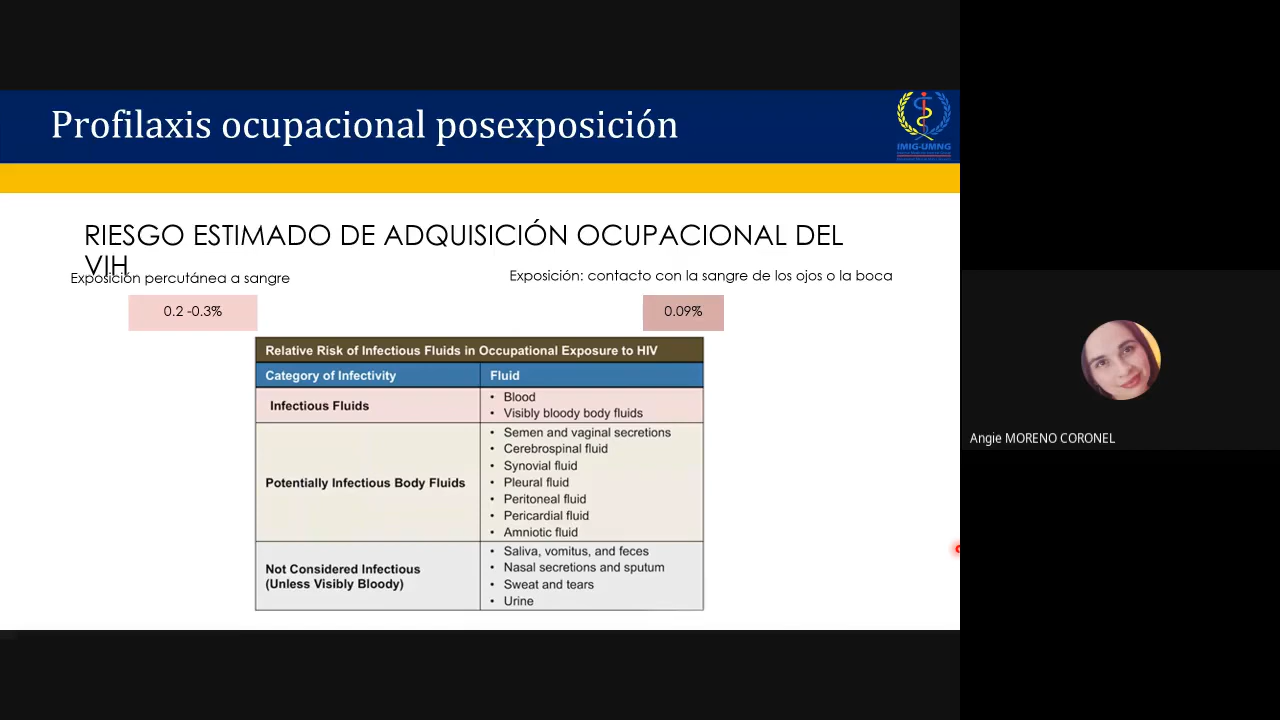 Profilaxis ocupacional posexposición
IMIG-UMNG
RIESGO ESTIMADO DE ADQUISICIÓN OCUPACIONAL DEL
VIH
Exposición percutánea a sangre
Exposición: contacto con la sangre de los ojos o la boca
0.2 -0.3%
0.09%
Relative Risk of Infectious Fluids in Occupational Exposure to HIV
Category of Infectivity
Fluid
Infectious Fluids
• Blood
• Visibly bloody body fluids
Potentially Infectious Body Fluids
• Semen and vaginal secretions
• Cerebrospinal fluid
• Synovial fluid
• Pleural fluid
• Peritoneal fluid
• Pericardial fluid
• Amniotic fluid
Not Considered Infectious
(Unless Visibly Bloody)
• Saliva, vomitus, and feces
• Nasal secretions and sputum
• Sweat and tears
• Urine
Angie MORENO CORONEL